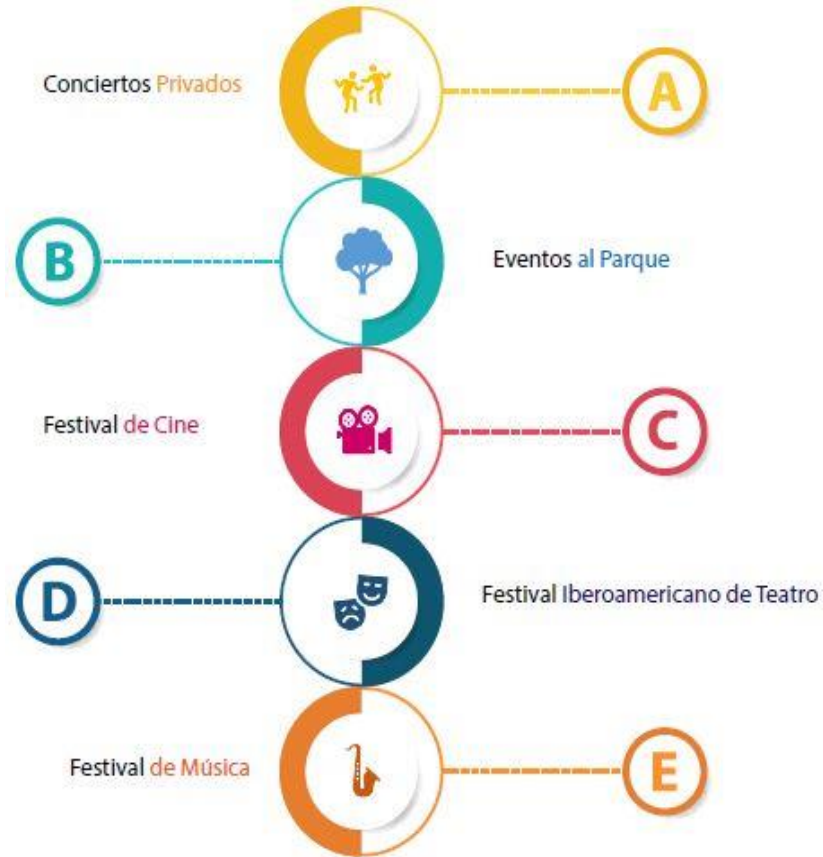 Conciertos Privados
A
B
Eventos al Parque
Festival de Cine
C
D
Festival Iberoamericano de Teatro
Festival de Música
E